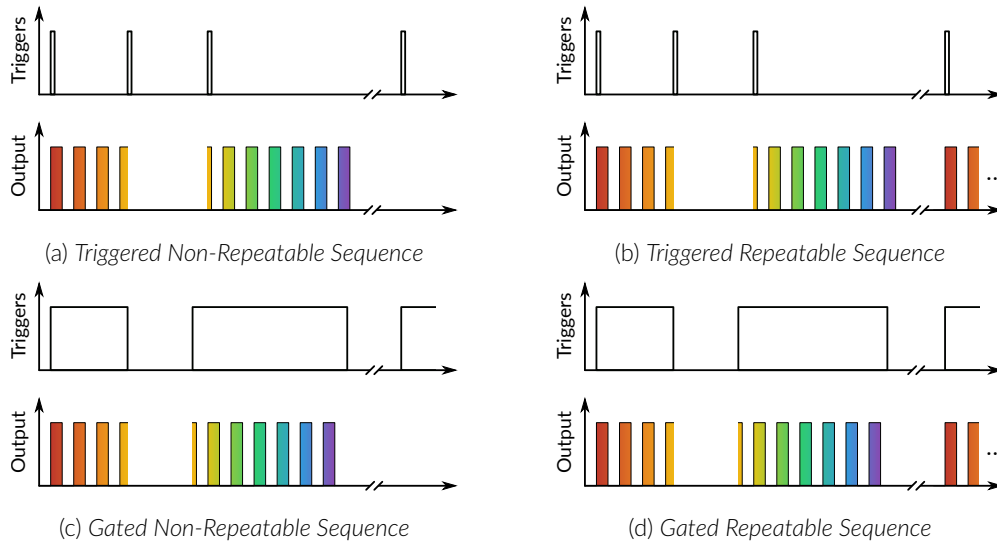 Triggers
Output
(a) Triggered Non-Repeatable Sequence
Triggers
Output
...
(b) Triggered Repeatable Sequence
Triggers
Output
(c) Gated Non-Repeatable Sequence
Triggers
Output
...
(d) Gated Repeatable Sequence